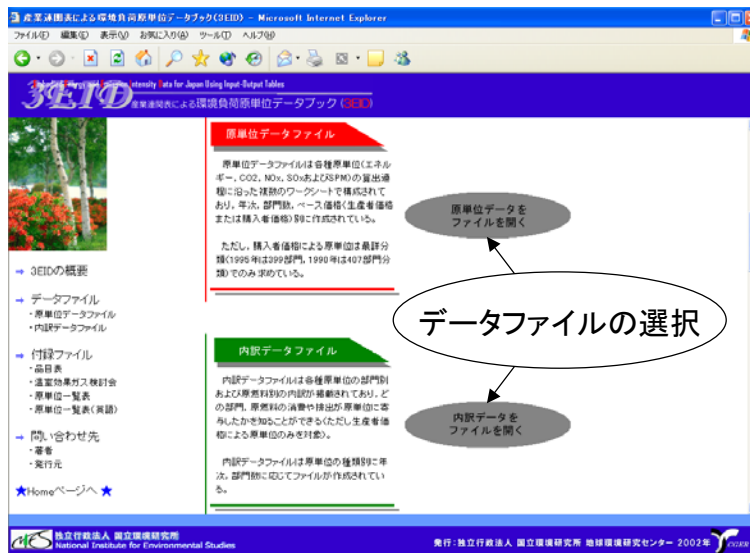 産業連関表による環境負荷原単位データブック(3EID) - Microsoft Internet Explorer
ファイル(F) 編集(E) 表示(V) お気に入り(A) ツール(T) ヘルプ(H)
Intensity Data for Japan Using Input-Output Tables
3EID 産業連関表による環境負荷原単位データブック (3EID)
原単位データファイル
原単位データファイルは各種原単位(エネル
ギー、CO2、NOx、SOxおよびSPM)の算出過
程に沿った複数のワークシートで構成されて
おり、年次、部門数、ベース価格(生産者価格
または購入者価格)別に作成されている。
ただし、購入者価格による原単位は最詳分
類(1995年は399部門、1990年は407部門分
類)でのみ求めている。
原単位データを
ファイルを開く
データファイルの選択
→ 3EIDの概要
→ データファイル
・原単位データファイル
・内訳データファイル
→ 付録ファイル
・品目表
・温室効果ガス検討会
・原単位一覧表
・原単位一覧表(英語)
→ 問い合わせ先
・著者
・発行元
★Homeページへ ★
内訳データファイル
内訳データファイルは各種原単位の部門別
および原燃料別の内訳が掲載されており、ど
の部門、原燃料の消費や排出が原単位に寄
与したかを知ることができる(ただし生産者価
格による原単位のみを対象)。
内訳データファイルは原単位の種類別に年
次、部門数に応じてファイルが作成されてい
る。
内訳データを
ファイルを開く
NIES 独立行政法人 国立環境研究所
National Institute for Environmental Studies
発行:独立行政法人 国立環境研究所 地球環境研究センター 2002年
CGER